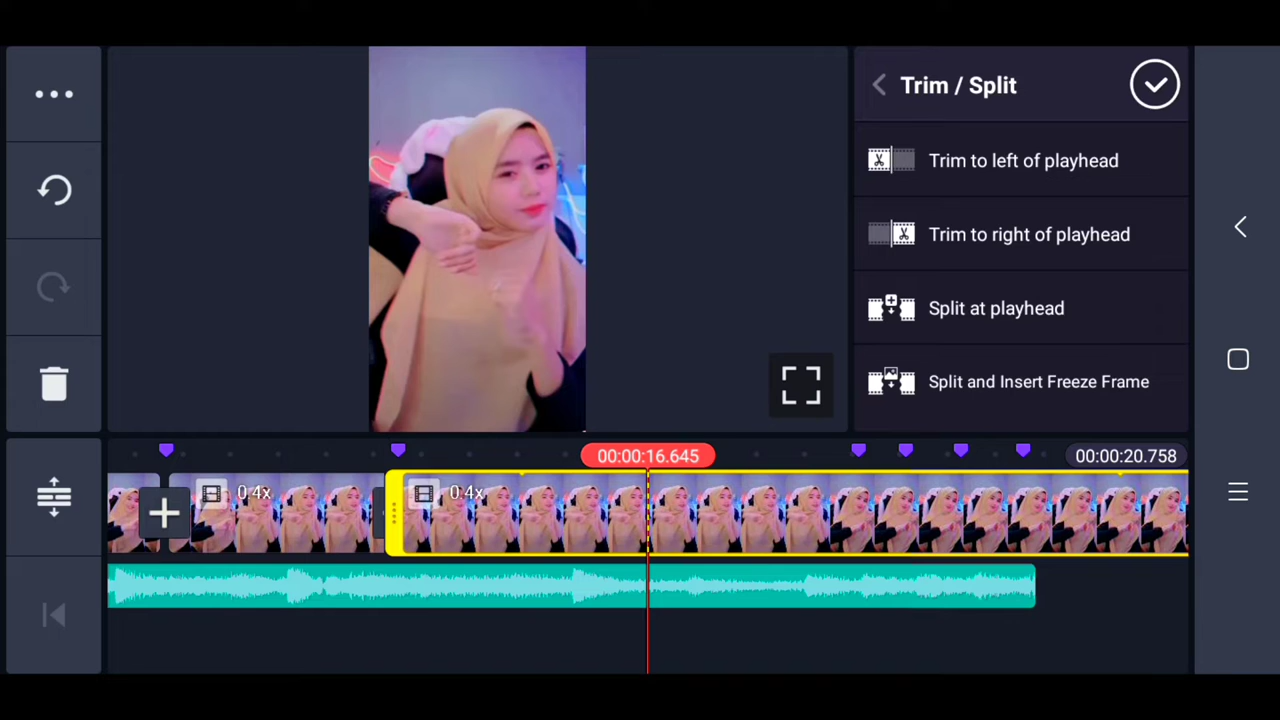 Trim / Split
Trim to left of playhead
Trim to right of playhead
Split at playhead
Split and Insert Freeze Frame
00:00:16.645
00:00:20.758
0.4x
0.4x